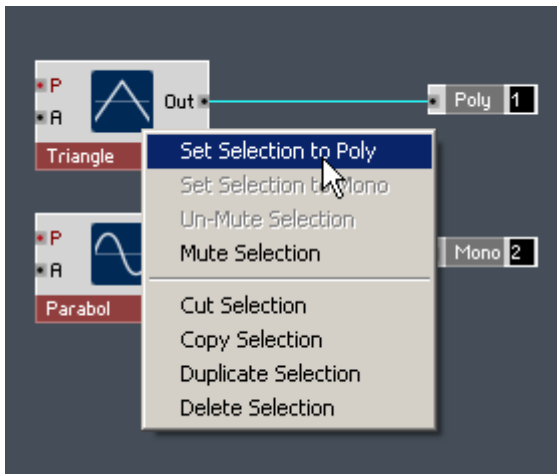 P
A
Out
Poly 1
Triangle
Set Selection to Poly
Set Selection to Mono
Un-Mute Selection
Mute Selection
P
A
Mono 2
Parabol
Cut Selection
Copy Selection
Duplicate Selection
Delete Selection